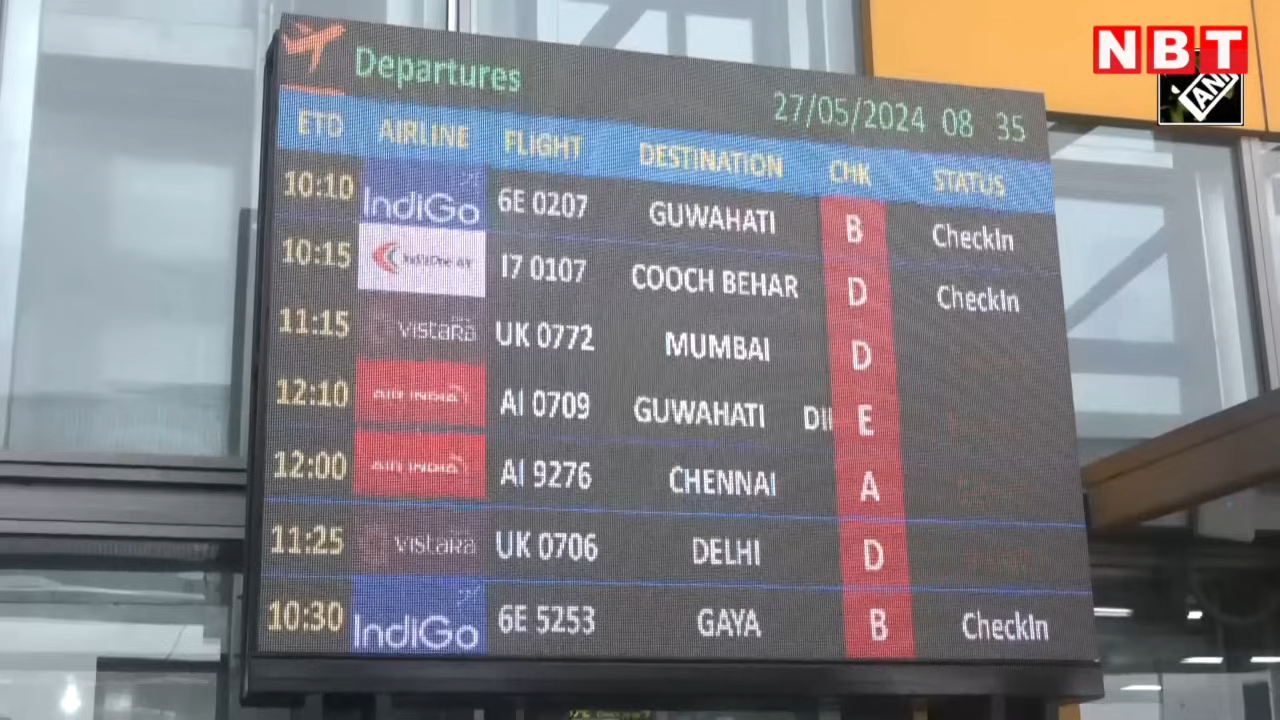 NBT
ANI
Departures 27/05/2024 08 35
ETD AIRLINE FLIGHT DESTINATION CHK STATUS
10:10 IndiGo 6E 0207 GUWAHATI B CheckIn
10:15 I7 0107 COOCH BEHAR D CheckIn
11:15 VISTARA UK 0772 MUMBAI D
12:10 AIR INDIA AI 0709 GUWAHATI E
12:00 AIR INDIA AI 9276 CHENNAI A
11:25 VISTARA UK 0706 DELHI D
10:30 IndiGo 6E 5253 GAYA B CheckIn